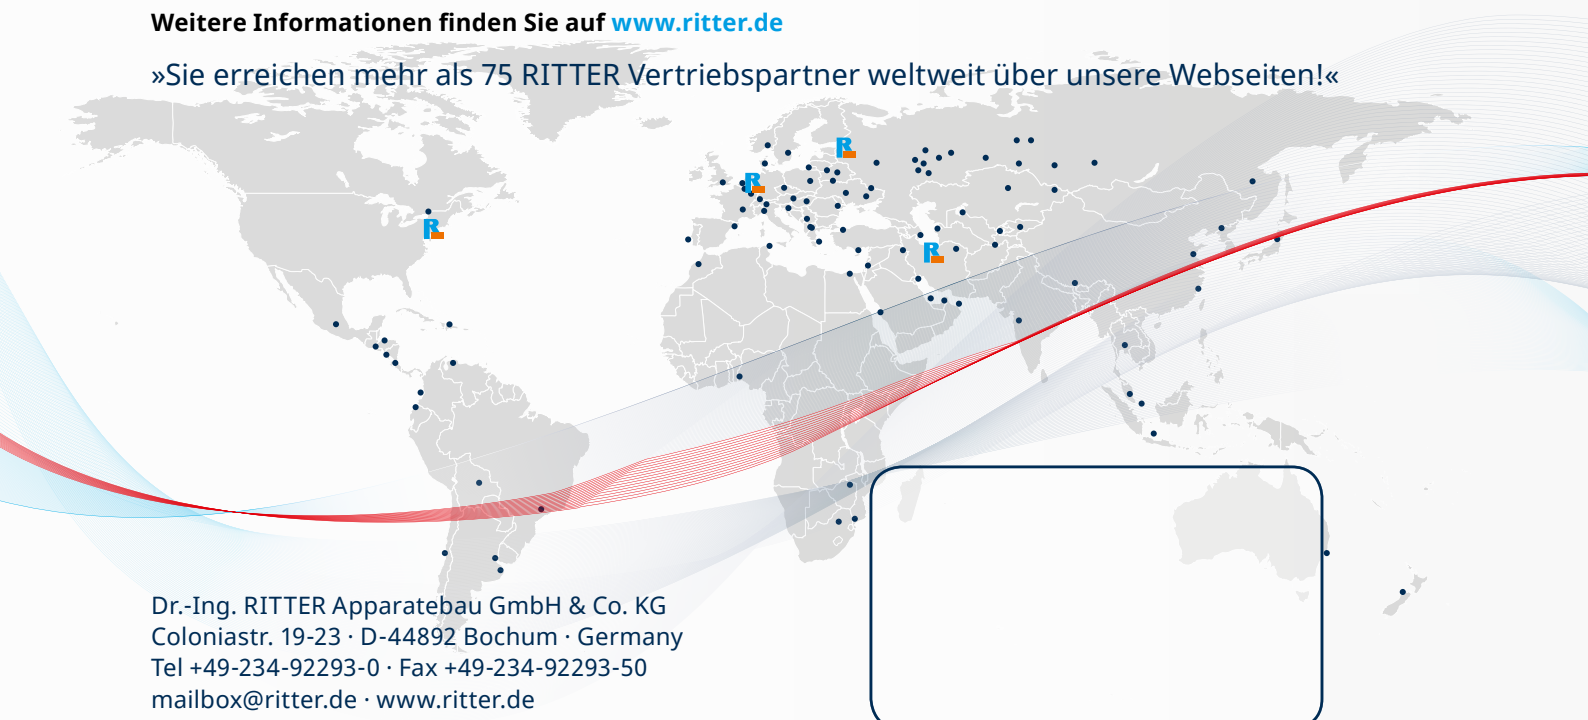 Weitere Informationen finden Sie auf www.ritter.de
»Sie erreichen mehr als 75 RITTER Vertriebspartner weltweit über unsere Webseiten!«
R
R
R
R
Dr.-Ing. RITTER Apparatebau GmbH & Co. KG
Coloniastr. 19-23 · D-44892 Bochum · Germany
Tel +49-234-92293-0 · Fax +49-234-92293-50
mailbox@ritter.de · www.ritter.de